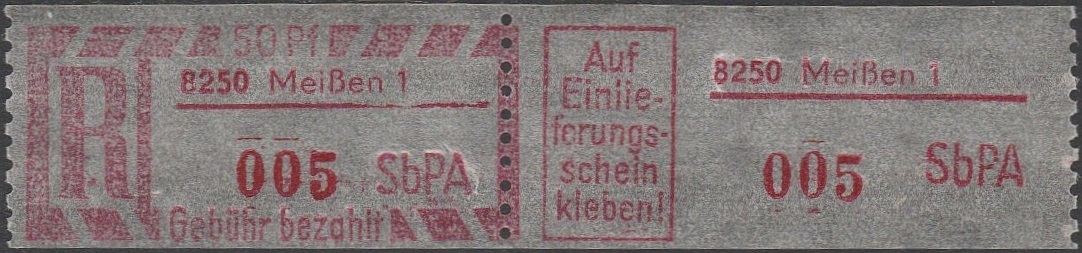 50 Pf
R
8250 Meißen 1
005 SbPA
Gebühr bezahlt
Auf
Einlie-
ferungs-
schein
kleben!
8250 Meißen 1
005 SbPA